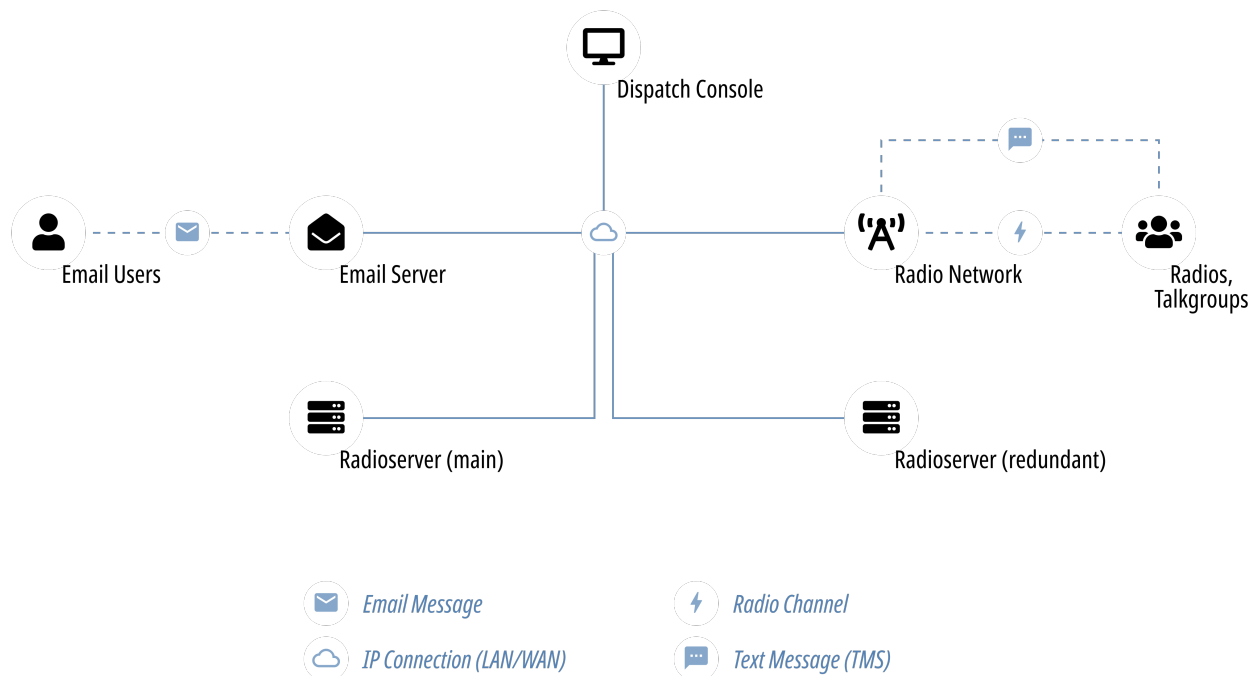 Dispatch Console
Email Users
Email Server
Radio Network
Radios,
Talkgroups
Radioserver (main)
Radioserver (redundant)
Email Message
Radio Channel
IP Connection (LAN/WAN)
Text Message (TMS)